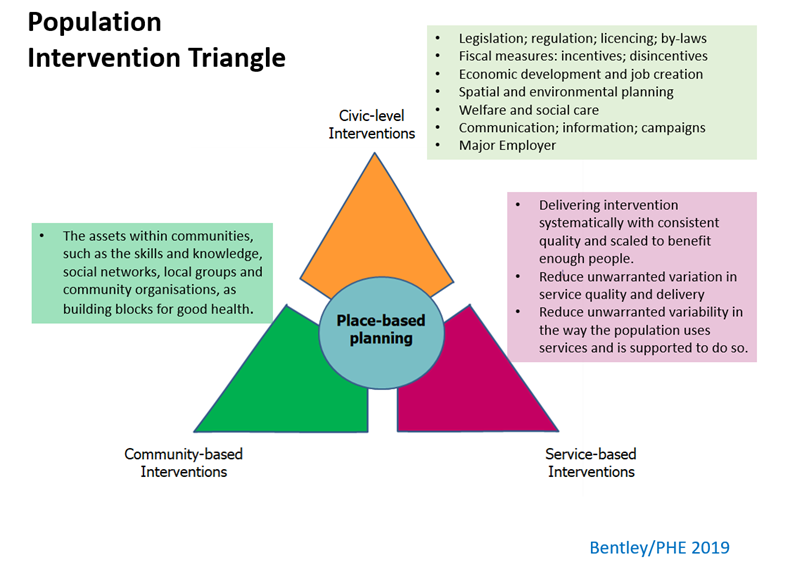 Population
Intervention Triangle
• Legislation; regulation; licencing; by-laws
• Fiscal measures: incentives; disincentives
• Economic development and job creation
• Spatial and environmental planning
• Welfare and social care
• Communication; information; campaigns
• Major Employer
Civic-level
Interventions
• Delivering intervention
systematically with consistent
quality and scaled to benefit
enough people.
• Reduce unwarranted variation in
service quality and delivery
• Reduce unwarranted variability in
the way the population uses
services and is supported to do so.
• The assets within communities,
such as the skills and knowledge,
social networks, local groups and
community organisations, as
building blocks for good health.
Place-based
planning
Community-based
Interventions
Service-based
Interventions
Bentley/PHE 2019